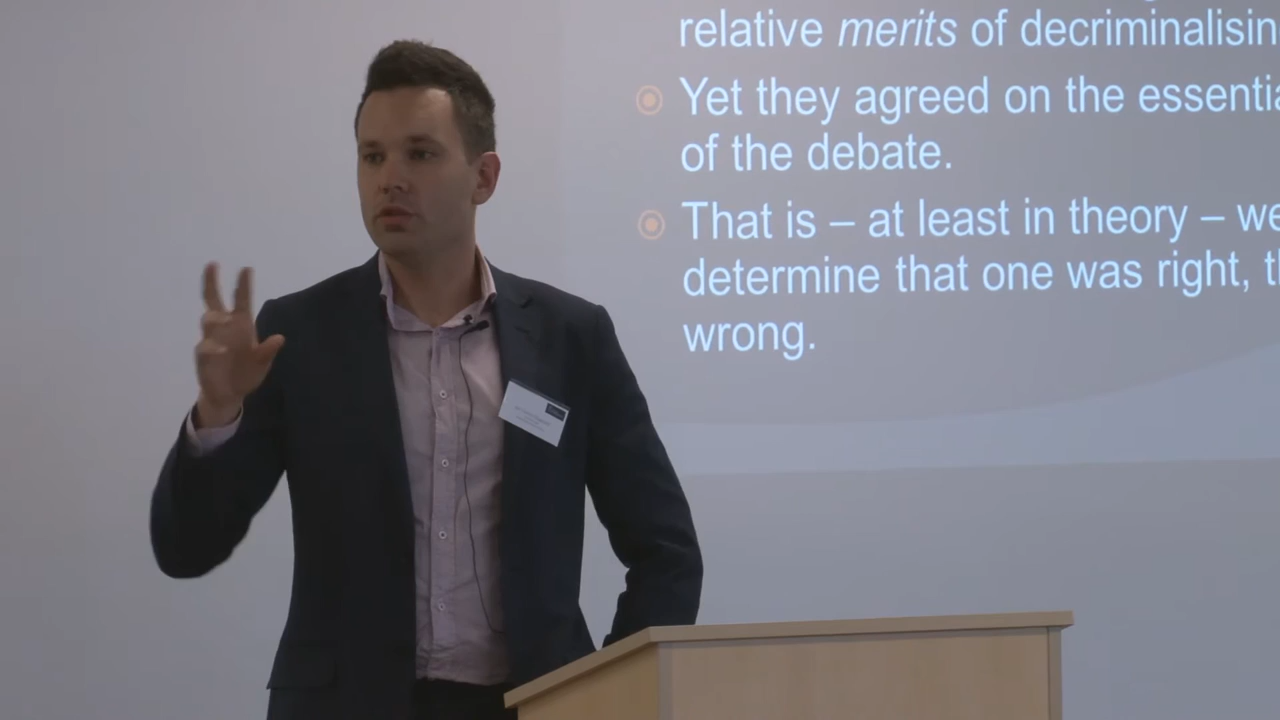 relative merits of decriminalisin
Yet they agreed on the essentia
of the debate.
That is – at least in theory – we
determine that one was right, t
wrong.